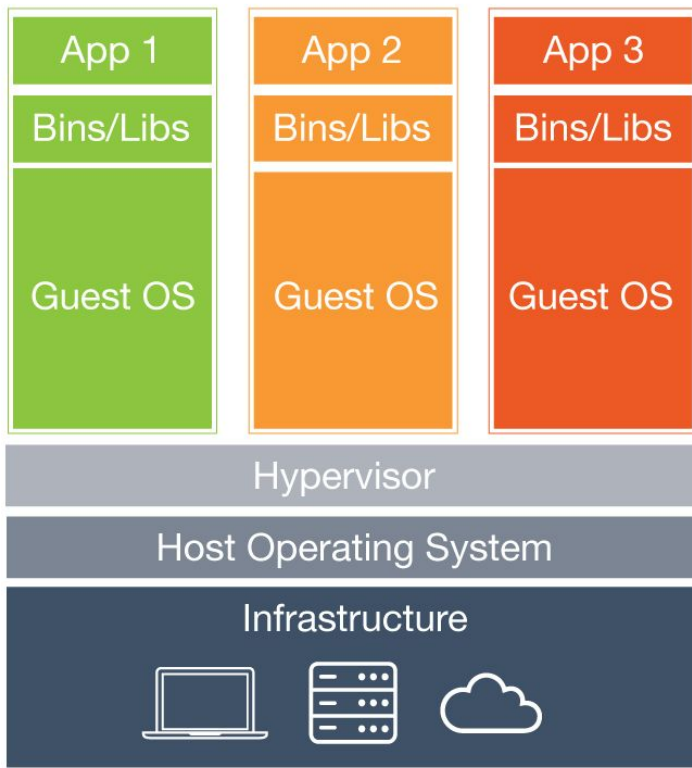 App 1
App 2
App 3
Bins/Libs
Bins/Libs
Bins/Libs
Guest OS
Guest OS
Guest OS
Hypervisor
Host Operating System
Infrastructure